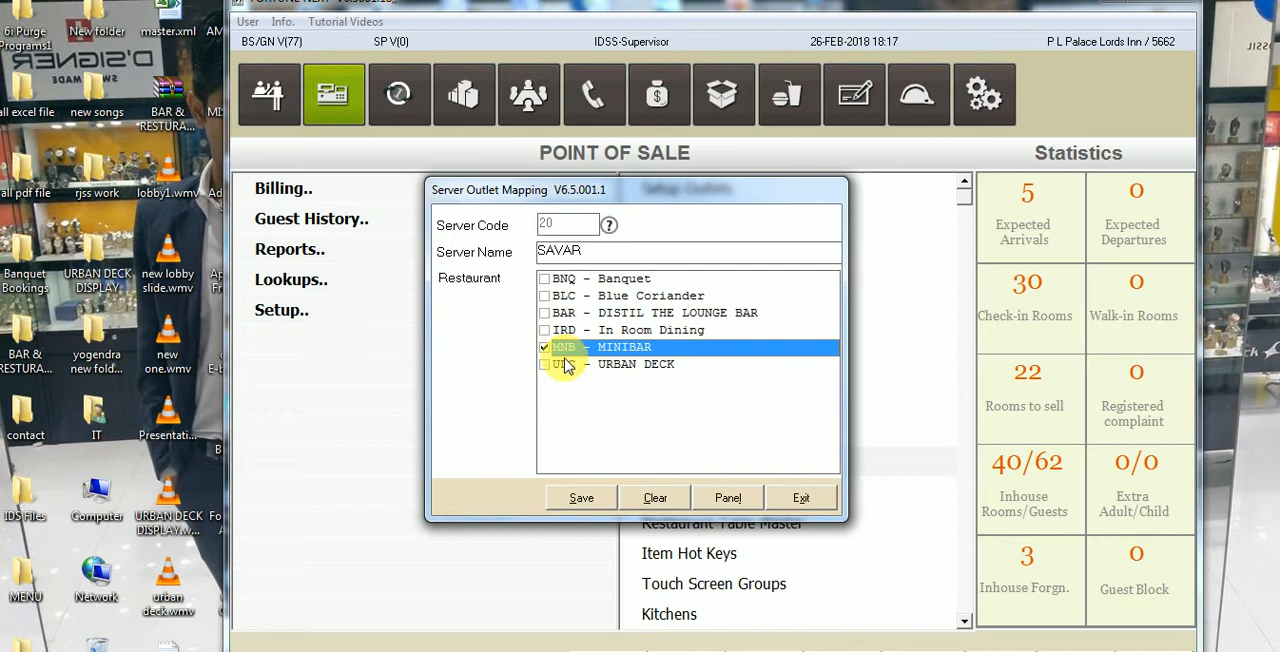 6i Purge
Programs1
New folder
master.xml
all excel file
new songs
BAR &
RESTURA...
all pdf file
rjss work
lobby1.wmv
Banquet
Bookings
URBAN DECK
DISPLAY
new lobby
slide.wmv
BAR &
RESTURA...
yogendra
new fold...
new
one.wmv
contact
IT
Presentati...
IDS Files
Computer
URBAN DECK
DISPLAY.w...
MENU
Network
urban
deck.wmv
D'SIGNER
SWISS MADE
User Info. Tutorial Videos
BS/GN V(77) SP V(0) IDSS-Supervisor 26-FEB-2018 18:17 P L Palace Lords Inn / 5662
POINT OF SALE
Statistics
Billing..
Guest History..
Reports..
Lookups..
Setup..
Setup Outlets
Server Outlet Mapping V6.5.001.1
Server Code 20
Server Name SAVAR
Restaurant
BNQ - Banquet
BLC - Blue Coriander
BAR - DISTIL THE LOUNGE BAR
IRD - In Room Dining
MNB - MINIBAR
- URBAN DECK
Save Clear Panel Exit
Restaurant Table Master
Item Hot Keys
Touch Screen Groups
Kitchens
5
Expected
Arrivals
0
Expected
Departures
30
Check-in Rooms
0
Walk-in Rooms
22
Rooms to sell
0
Registered
complaint
40/62
Inhouse
Rooms/Guests
0/0
Extra
Adult/Child
3
Inhouse Forgn.
0
Guest Block